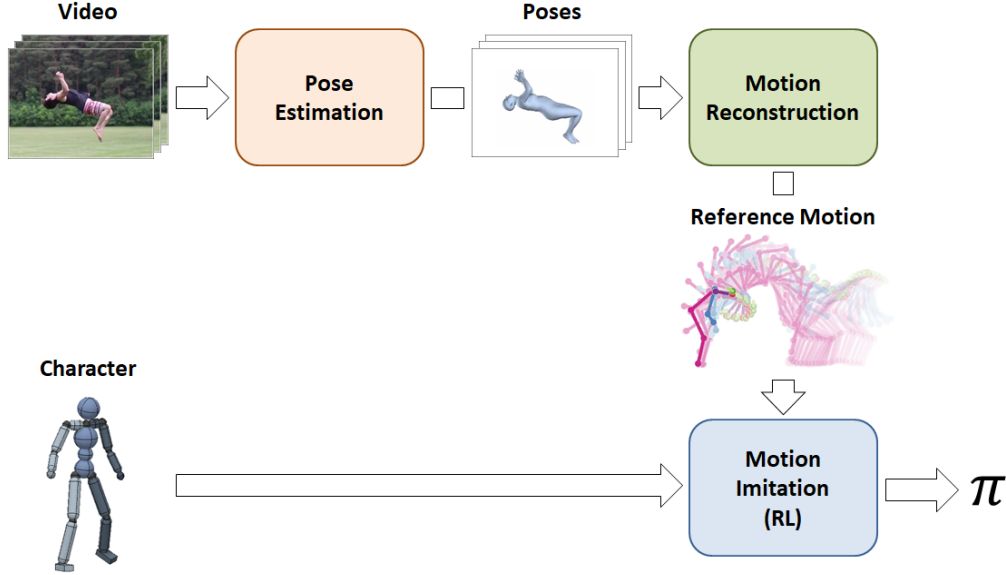 Video
Poses
Pose
Estimation
Motion
Reconstruction
Reference Motion
Character
Motion
Imitation
(RL)
π